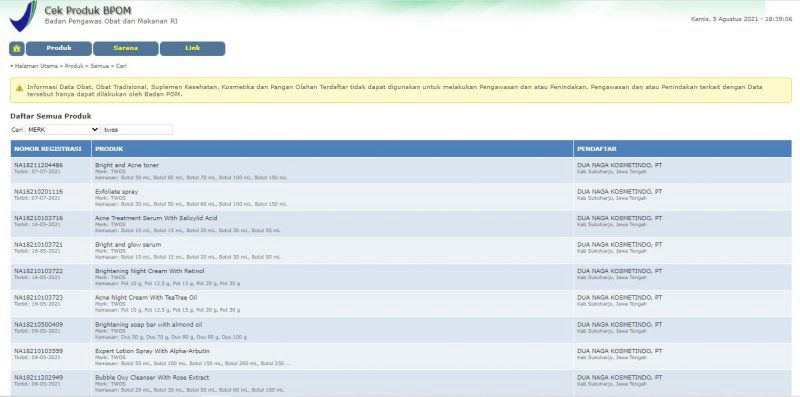 Cek Produk BPOM
Badan Pengawas Obat dan Makanan RI
Kamis, 5 Agustus 2021 - 18:39:06
Produk
Sarana
Link
• Halaman Utama » Produk » Semua » Cari
Informasi Data Obat, Obat Tradisional, Suplemen Kesehatan, Kosmetika dan Pangan Olahan Terdaftar tidak dapat digunakan untuk melakukan Pengawasan dan atau Penindakan. Pengawasan dan atau Penindakan terkait dengan Data
tersebut hanya dapat dilakukan oleh Badan POM.
Daftar Semua Produk
Cari MERK twos
NOMOR REGISTRASI PRODUK PENDAFTAR
NA18211204486 Bright and Acne toner DUA NAGA KOSMETINDO, PT
Terbit: 07-07-2021 Merk: TWOS Kab Sukoharjo, Jawa Tengah
Kemasan: Botol 50 mL, Botol 60 mL, Botol 70 mL, Botol 100 mL, Botol 150 mL
NA18210201116 Exfoliate spray DUA NAGA KOSMETINDO, PT
Terbit: 07-07-2021 Merk: TWOS Kab Sukoharjo, Jawa Tengah
Kemasan: Botol 30 mL, Botol 50 mL, Botol 60 mL, Botol 100 mL, Botol 150 mL
NA18210103716 Acne Treatment Serum With Salicylid Acid DUA NAGA KOSMETINDO, PT
Terbit: 16-05-2021 Merk: TWOS Kab Sukoharjo, Jawa Tengah
Kemasan: Botol 10 mL, Botol 15 mL, Botol 20 mL, Botol 30 mL, Botol 50 mL
NA18210103721 Bright and glow serum DUA NAGA KOSMETINDO, PT
Terbit: 16-05-2021 Merk: TWOS Kab Sukoharjo, Jawa Tengah
Kemasan: Botol 10 mL, Botol 15 mL, Botol 20 mL, Botol 30 mL, Botol 50 mL
NA18210103722 Brightening Night Cream With Retinol DUA NAGA KOSMETINDO, PT
Terbit: 16-05-2021 Merk: TWOS Kab Sukoharjo, Jawa Tengah
Kemasan: Pot 10 g, Pot 12.5 g, Pot 15 g, Pot 20 g, Pot 30 g
NA18210103723 Acne Night Cream With TeaTree Oil DUA NAGA KOSMETINDO, PT
Terbit: 16-05-2021 Merk: TWOS Kab Sukoharjo, Jawa Tengah
Kemasan: Pot 10 g, Pot 12.5 g, Pot 15 g, Pot 20 g, Pot 30 g
NA18210500409 Brightening soap bar with almond oil DUA NAGA KOSMETINDO, PT
Terbit: 09-05-2021 Merk: TWOS Kab Sukoharjo, Jawa Tengah
Kemasan: Dus 50 g, Dus 70 g, Dus 80 g, Dus 90 g, Dus 100 g
NA18210103559 Expert Lotion Spray With Alpha-Arbutin DUA NAGA KOSMETINDO, PT
Terbit: 09-05-2021 Merk: TWOS Kab Sukoharjo, Jawa Tengah
Kemasan: Botol 50 mL, Botol 100 mL, Botol 150 mL, Botol 200 mL, Botol 250 ...
NA18211202949 Bubble Oxy Cleanser With Rose Extract DUA NAGA KOSMETINDO, PT
Terbit: 09-05-2021 Merk: TWOS Kab Sukoharjo, Jawa Tengah
Kemasan: Botol 20 mL, Botol 30 mL, Botol 50 mL, Botol 60 mL, Botol 100 mL